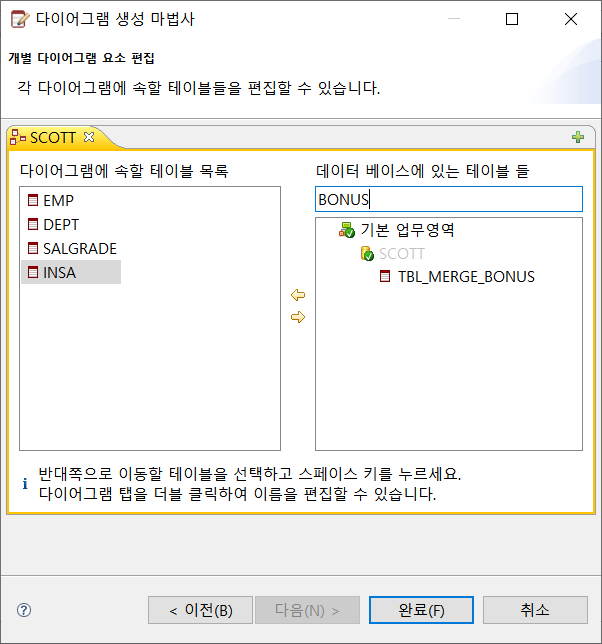 다이어그램 생성 마법사
개별 다이어그램 요소 편집
각 다이어그램에 속할 테이블들을 편집할 수 있습니다.
SCOTT
다이어그램에 속할 테이블 목록
EMP
DEPT
SALGRADE
INSA
데이터 베이스에 있는 테이블 들
BONUS
기본 업무영역
SCOTT
TBL_MERGE_BONUS
반대쪽으로 이동할 테이블을 선택하고 스페이스 키를 누르세요.
다이어그램 탭을 더블 클릭하여 이름을 편집할 수 있습니다.
< 이전(B) 다음(N) > 완료(F) 취소